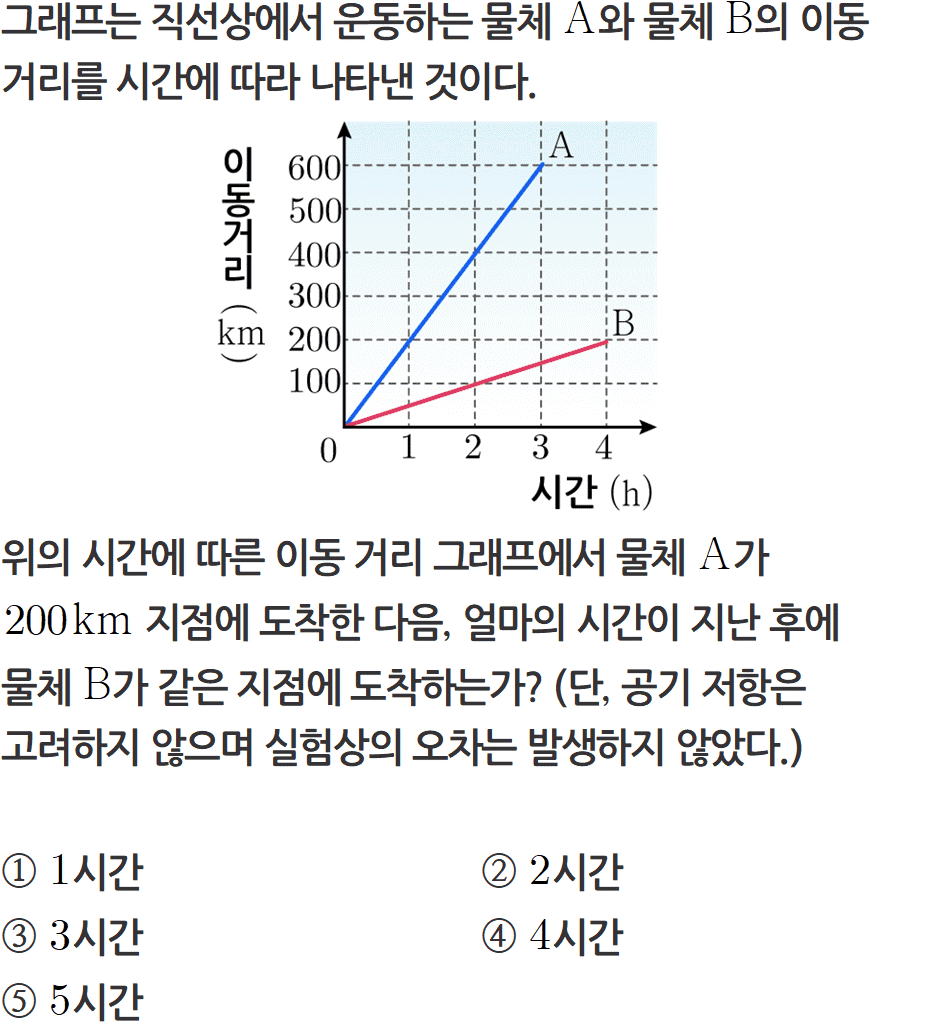 그래프는 직선상에서 운동하는 물체 A와 물체 B의 이동
거리를 시간에 따라 나타낸 것이다.
이동거리 (km)
600
500
400
300
200
100
0
A
B
1 2 3 4
시간 (h)
위의 시간에 따른 이동 거리 그래프에서 물체 A가
200km 지점에 도착한 다음, 얼마의 시간이 지난 후에
물체 B가 같은 지점에 도착하는가? (단, 공기 저항은
고려하지 않으며 실험상의 오차는 발생하지 않았다.)
① 1시간 ② 2시간
③ 3시간 ④ 4시간
⑤ 5시간